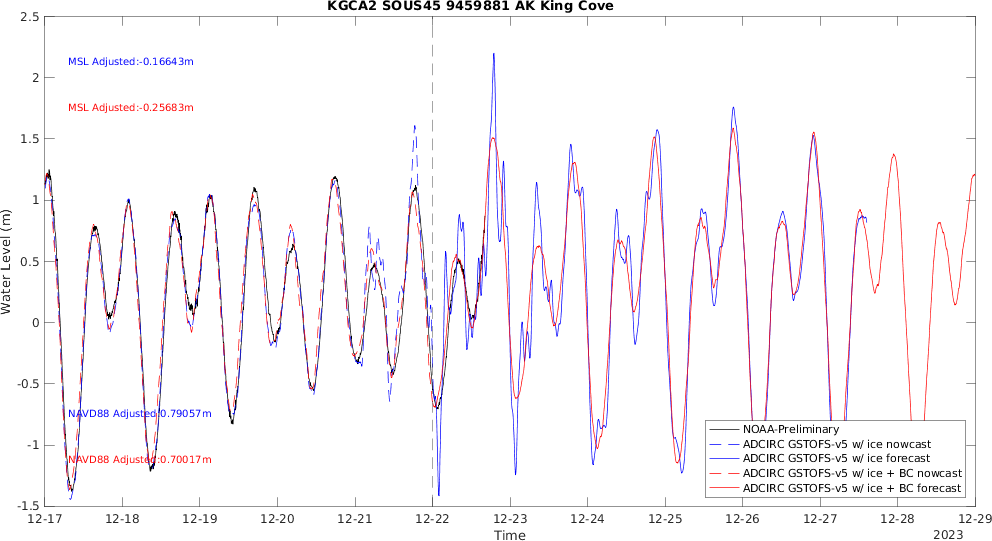 KGCA2 SOUS45 9459881 AK King Cove
2.5
2
1.5
1
0.5
0
-0.5
-1
-1.5
Water Level (m)
MSL Adjusted:-0.16643m
MSL Adjusted:-0.25683m
NAVD88 Adjusted:0.79057m
NAVD88 Adjusted:0.70017m
NOAA-Preliminary
ADCIRC GSTOFS-v5 w/ ice nowcast
ADCIRC GSTOFS-v5 w/ ice forecast
ADCIRC GSTOFS-v5 w/ ice + BC nowcast
ADCIRC GSTOFS-v5 w/ ice + BC forecast
12-17 12-18 12-19 12-20 12-21 12-22 12-23 12-24 12-25 12-26 12-27 12-28 12-29
Time
2023